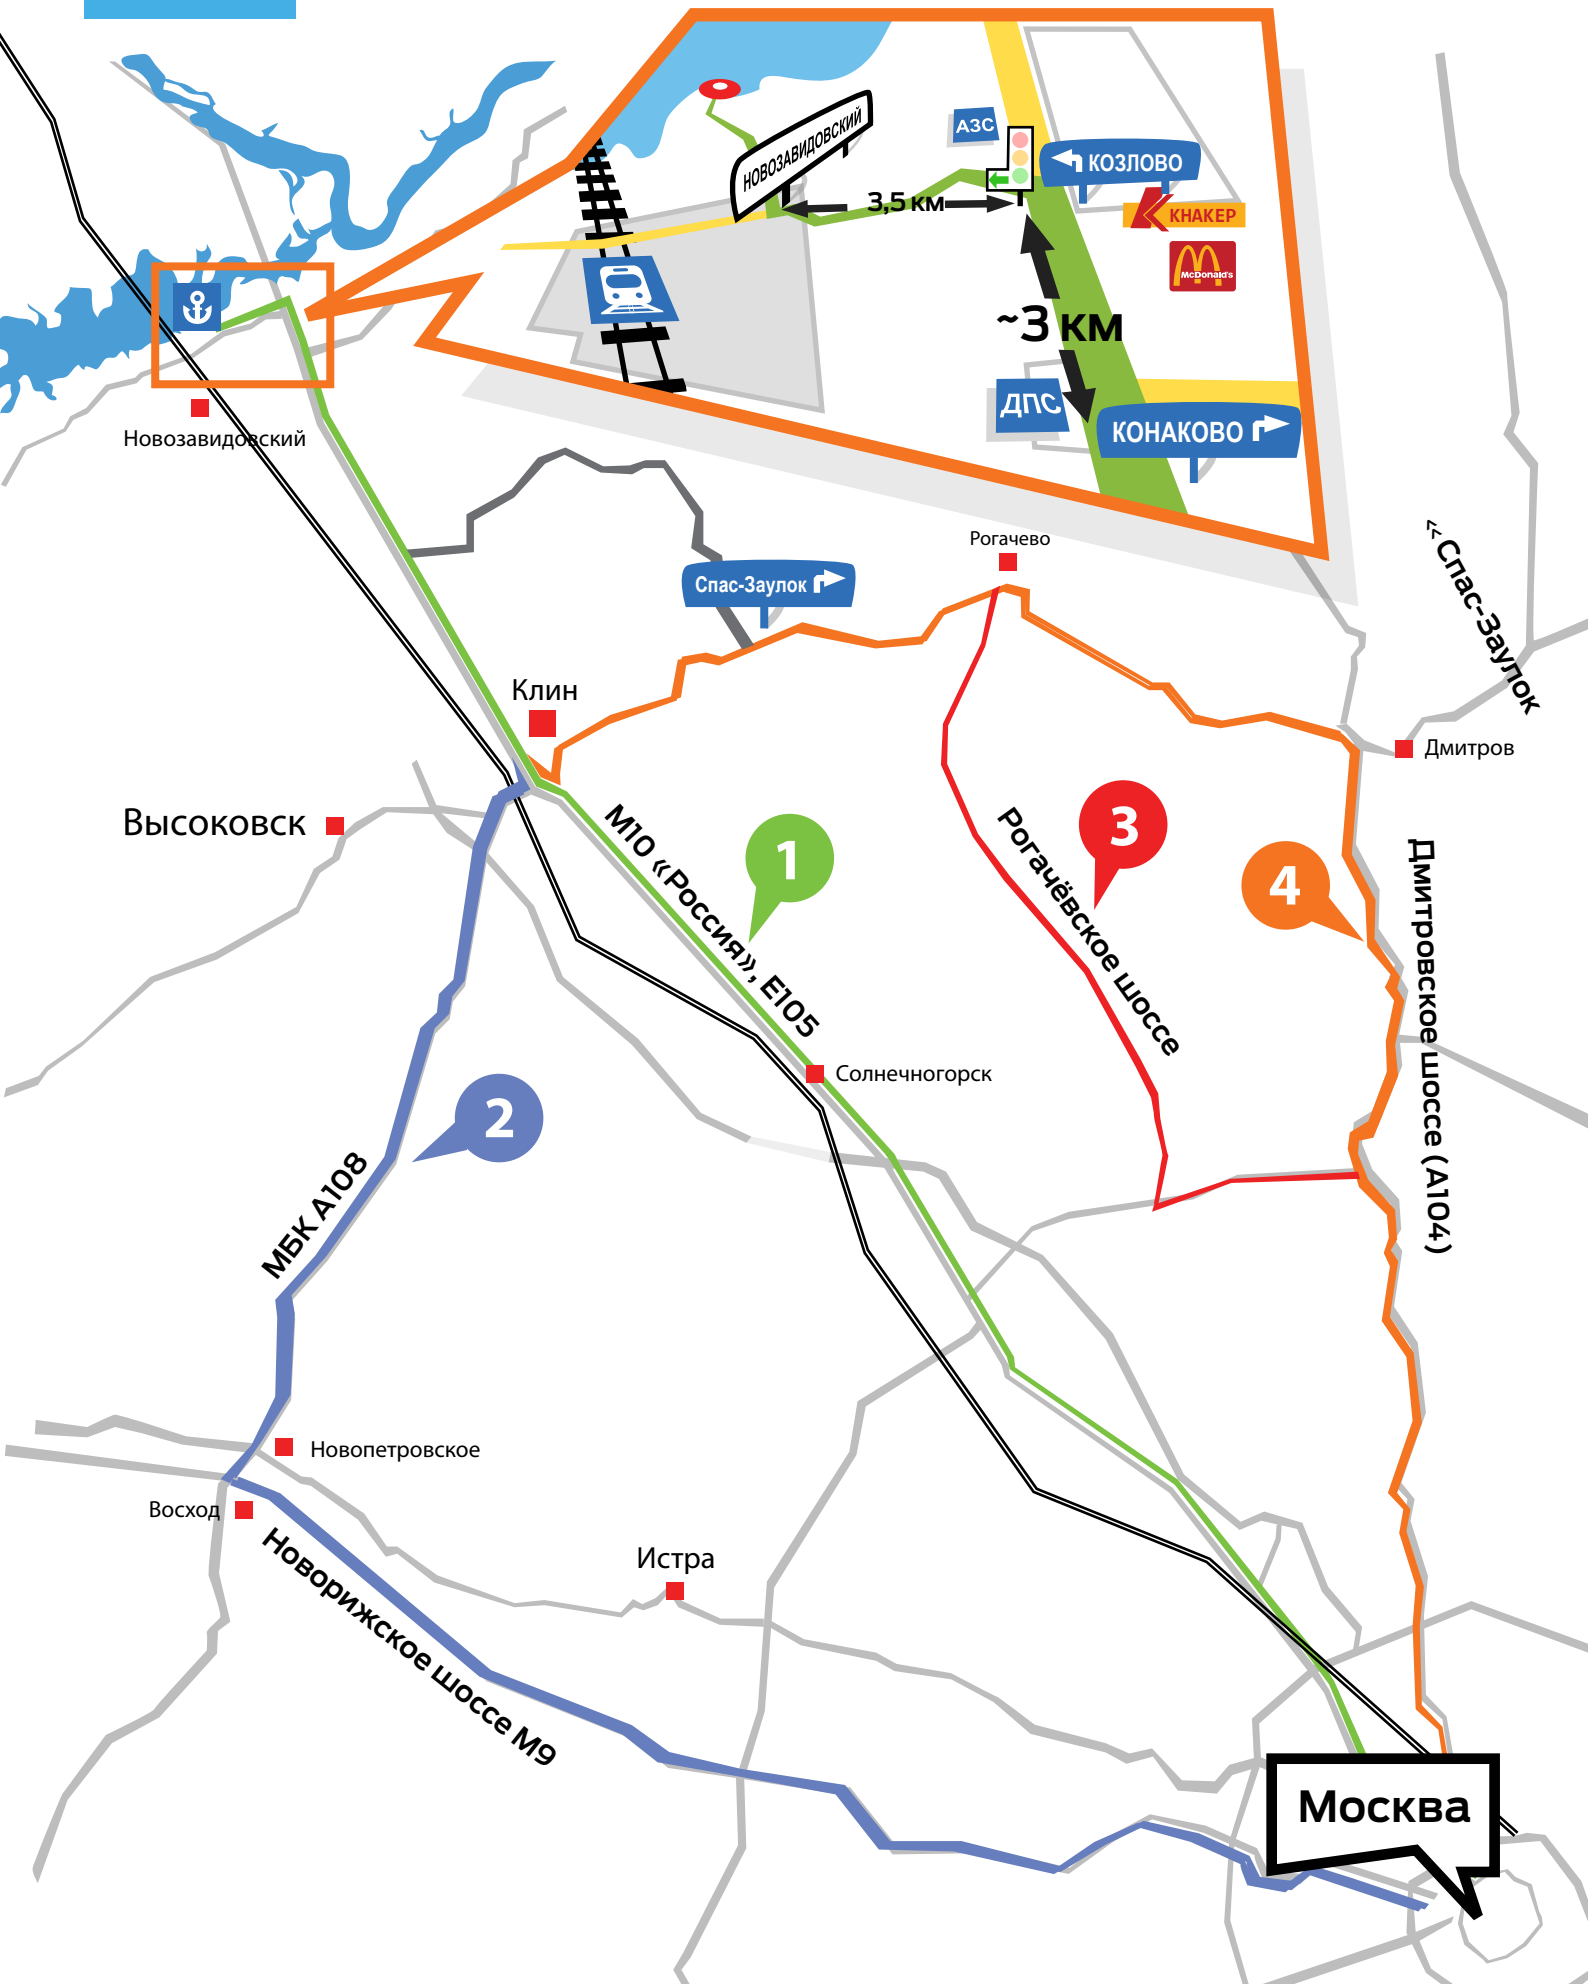 АЗС
НОВОЗАВИДОВСКИЙ
КОЗЛОВО
3,5 км
КНАКЕР
McDonald's
~3 км
ДПС
КОНАКОВО
Новозавидовский
Рогачево
«Спас-Заулок
Спас-Заулок
Клин
Дмитров
Высоковск
М10 «Россия», Е105
1
Рогачёвское шоссе
3
4
Дмитровское шоссе (А104)
Солнечногорск
2
МБК А108
Новопетровское
Восход
Новорижское шоссе М9
Истра
Москва